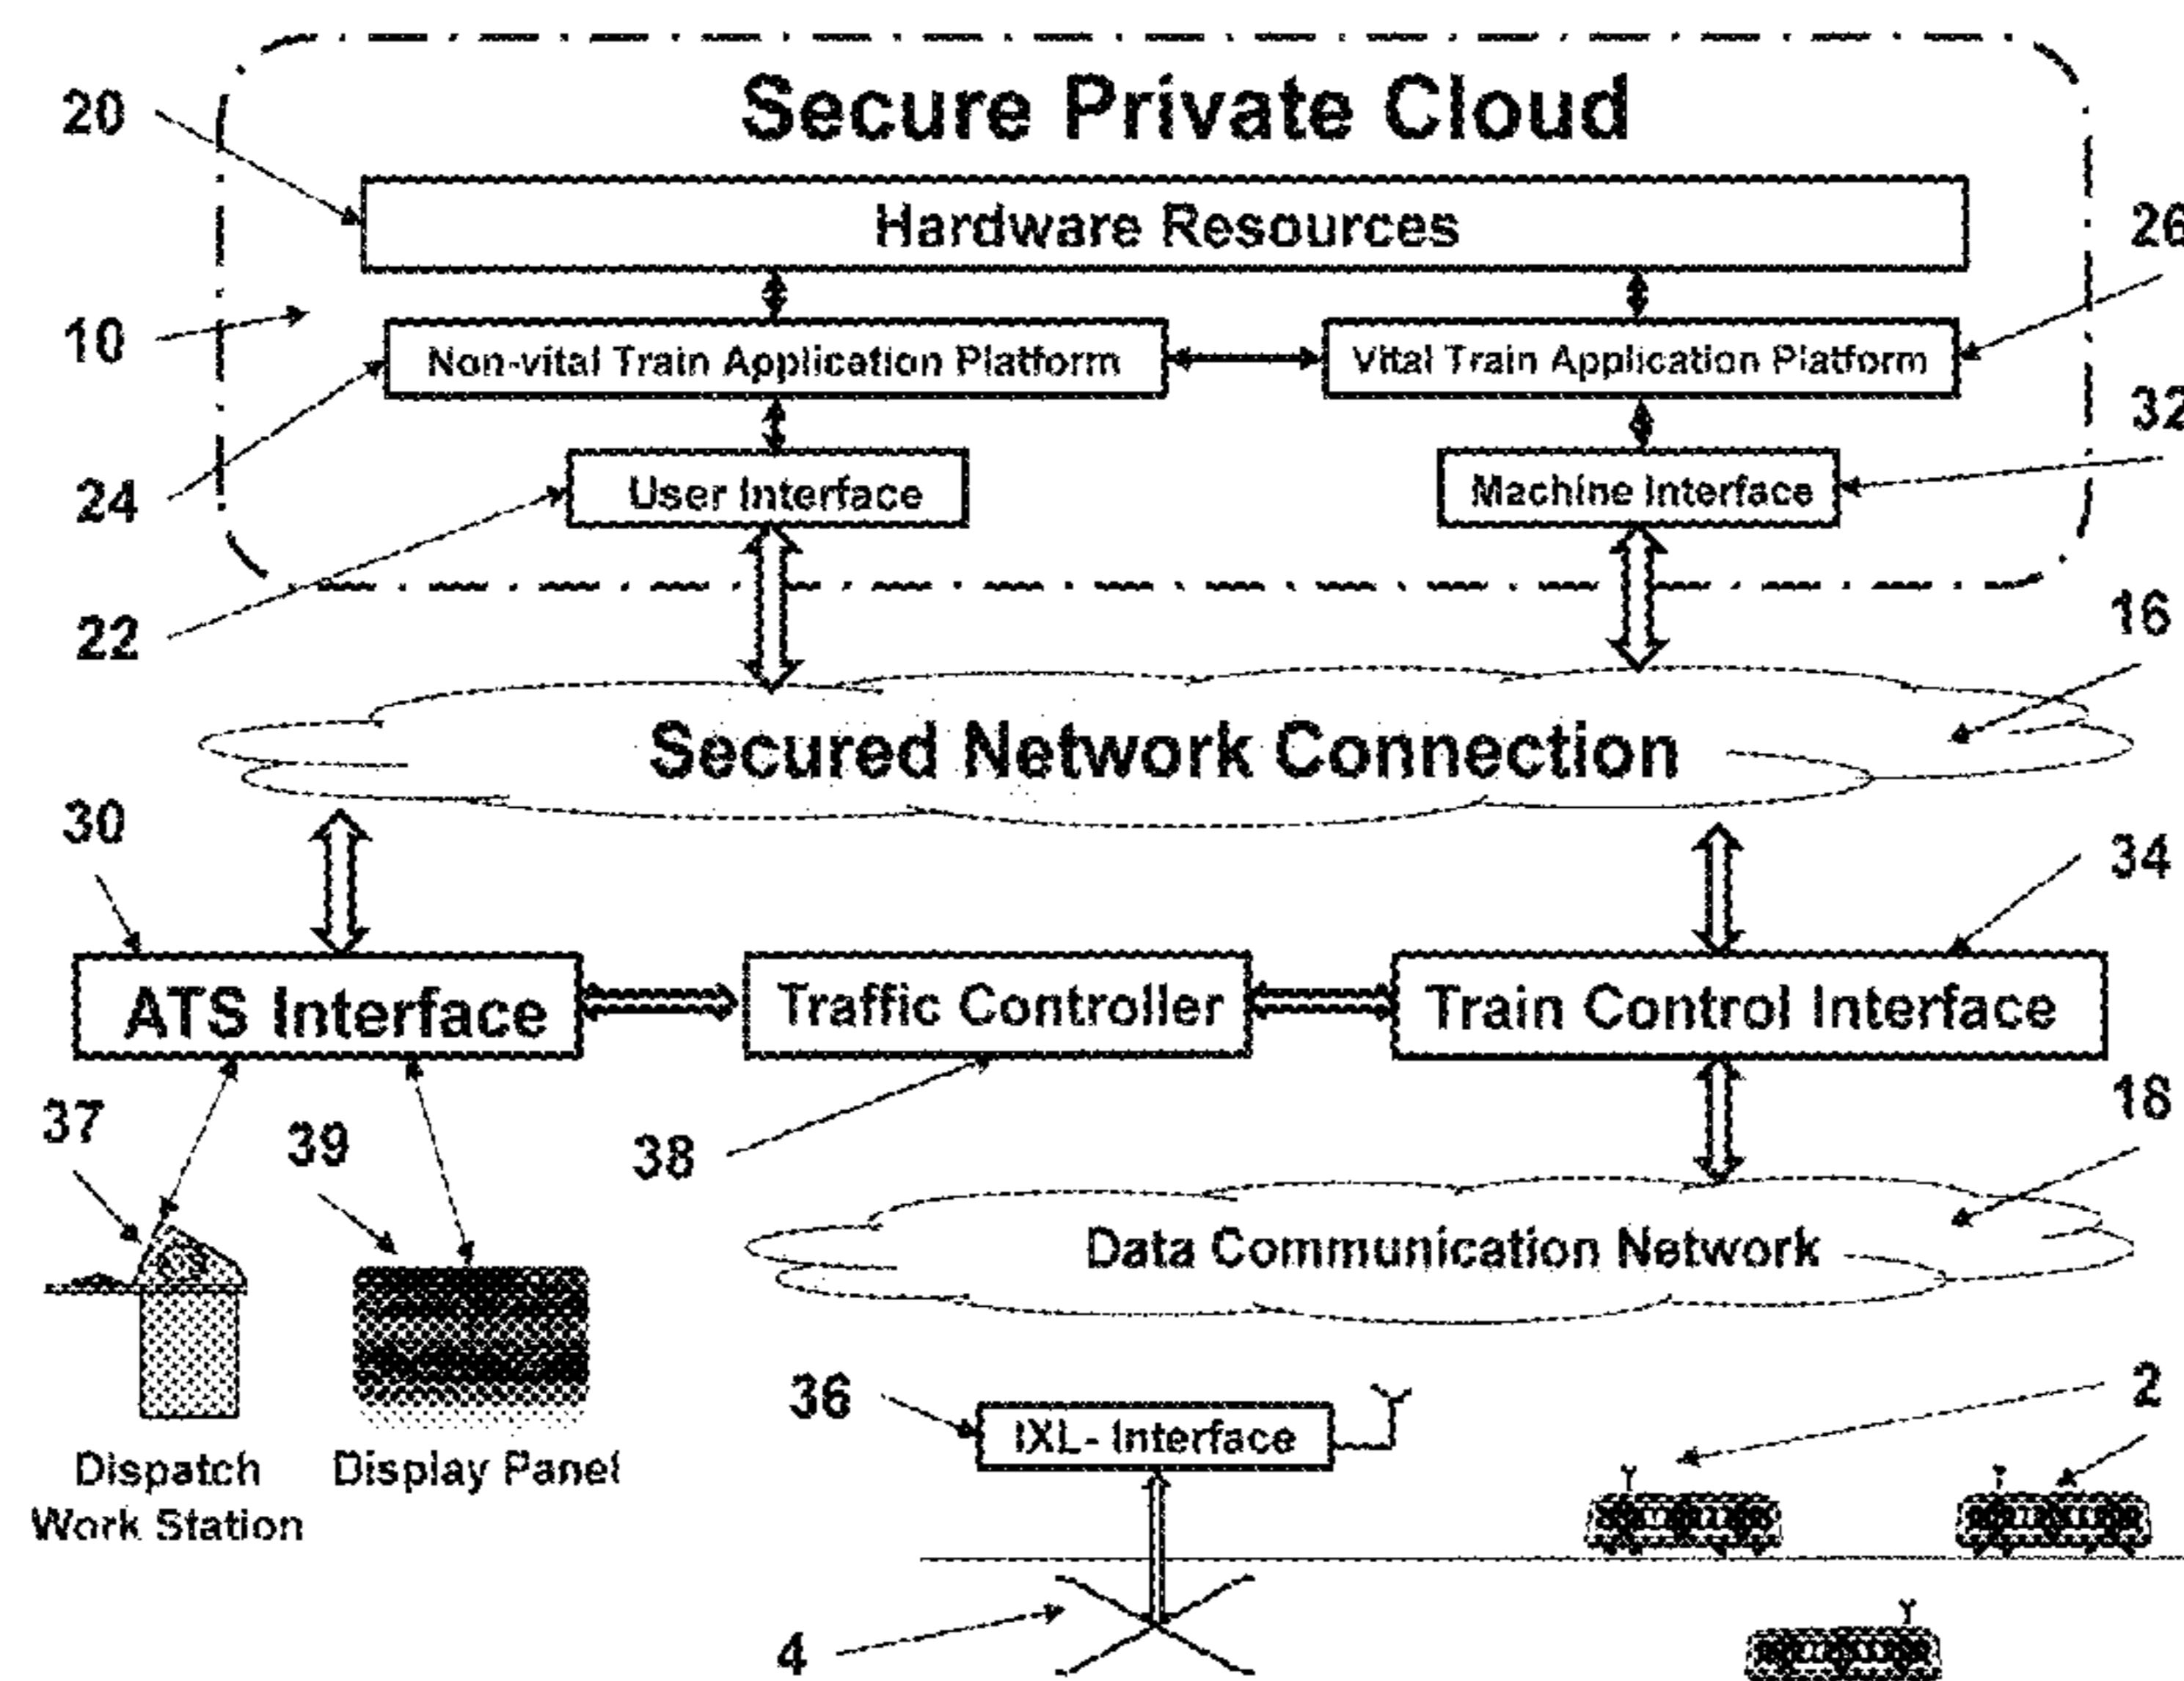 Secure Private Cloud
20
Hardware Resources
26
10
Non-vital Train Application Platform
Vital Train Application Platform
32
24
User Interface
Machine Interface
22
16
Secured Network Connection
30
34
ATS Interface
Traffic Controller
Train Control Interface
37
39
38
18
Data Communication Network
36
IXL- Interface
2
Dispatch
Work Station
Display Panel
4